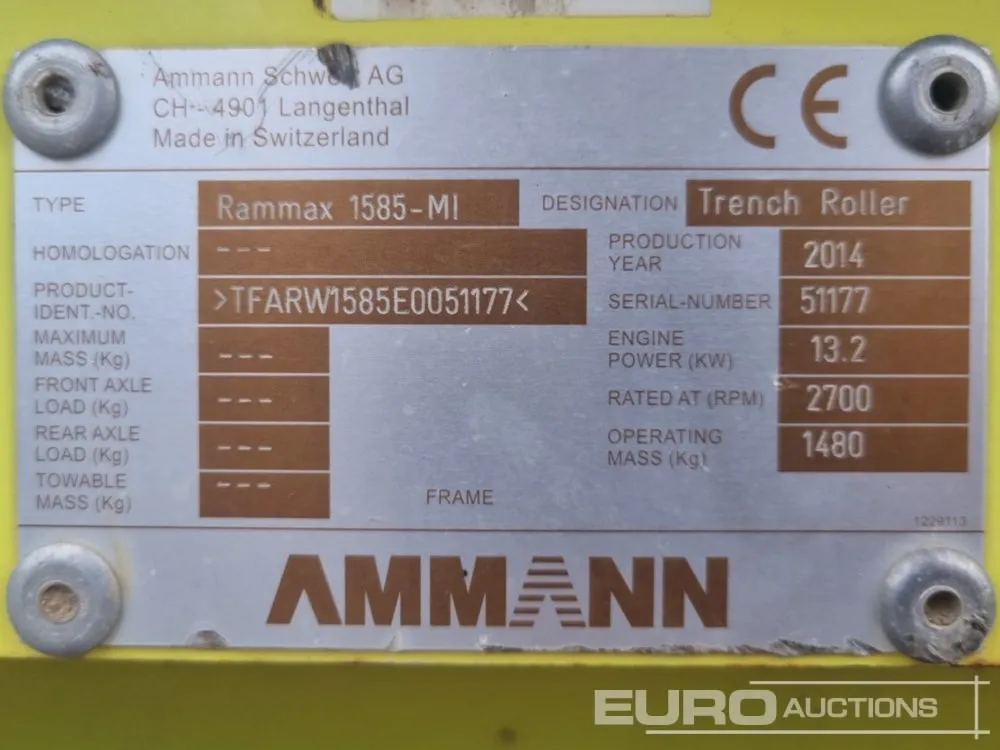 Ammann Schweiz AG
CH - 4901 Langenthal
Made in Switzerland
CE
TYPE Rammax 1585-MI DESIGNATION Trench Roller
HOMOLOGATION ---
PRODUCTION YEAR 2014
PRODUCT-IDENT.-NO. >TFARW1585E0051177<
SERIAL-NUMBER 51177
MAXIMUM MASS (Kg) ---
ENGINE POWER (KW) 13.2
FRONT AXLE LOAD (Kg) ---
RATED AT (RPM) 2700
REAR AXLE LOAD (Kg) ---
OPERATING MASS (Kg) 1480
TOWABLE MASS (Kg) ---
FRAME
1229113
AMMANN
EURO AUCTIONS